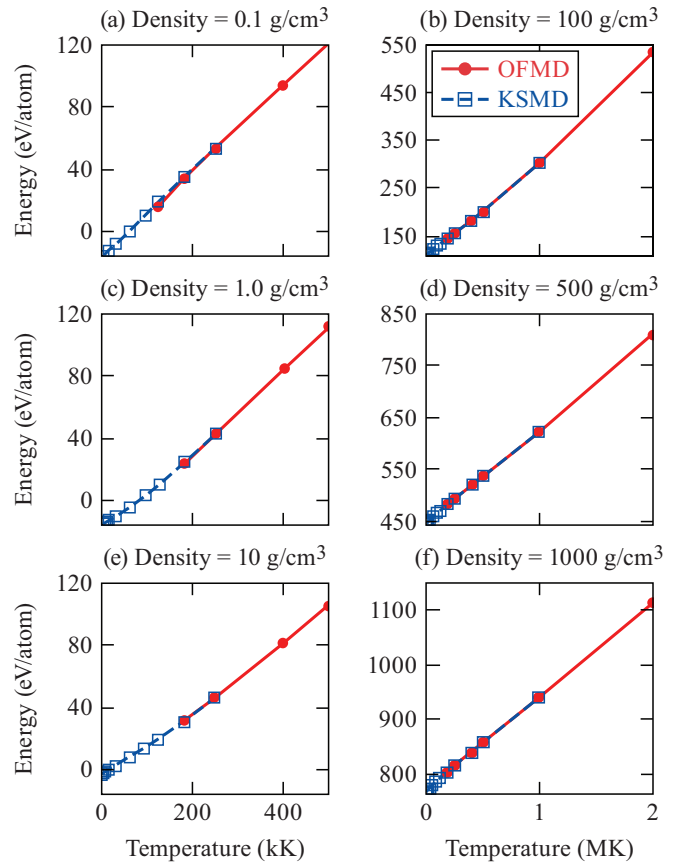 (a) Density = 0.1 g/cm³
(b) Density = 100 g/cm³
Energy (eV/atom)
120
80
40
0
550
450
350
250
150
OFMD
KSMD
(c) Density = 1.0 g/cm³
(d) Density = 500 g/cm³
Energy (eV/atom)
120
80
40
0
850
750
650
550
450
(e) Density = 10 g/cm³
(f) Density = 1000 g/cm³
Energy (eV/atom)
120
80
40
0
1100
1000
900
800
0 200 400
0 1 2
Temperature (kK)
Temperature (MK)